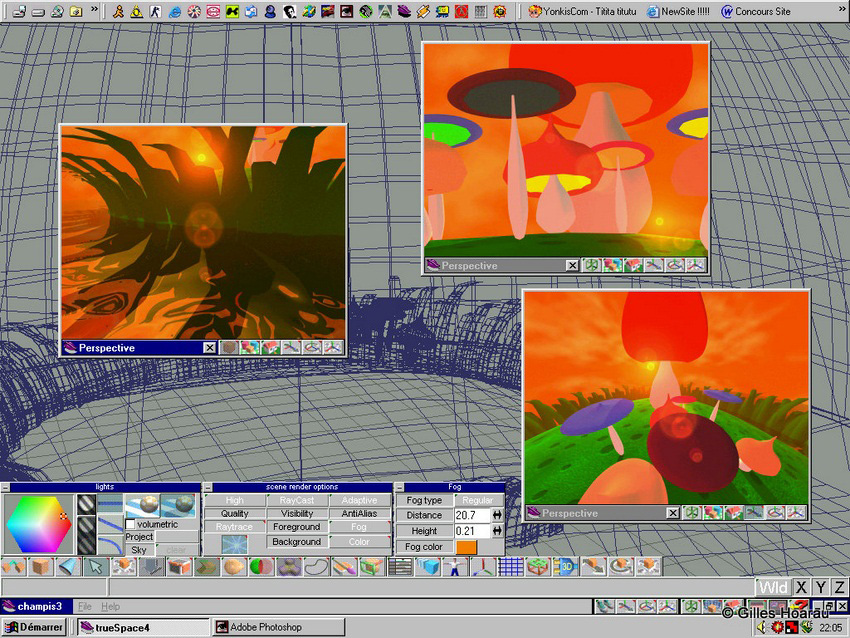 YonkisCom - Titita titutu
NewSite !!!!!
Concours Site
Perspective
Perspective
Perspective
lights
volumetric
Project
Sky
clear
scene render options
High
RayCast
Adaptive
Quality
Visibility
AntiAlias
Raytrace
Foreground
Fog
Background
Color
Fog
Fog type
Regular
Distance
20.7
Height
0.21
Fog color
3D
Wld
X
Y
Z
champis3
File
Help
© Gilles Hoarau
Démarrer
trueSpace4
Adobe Photoshop
22:05